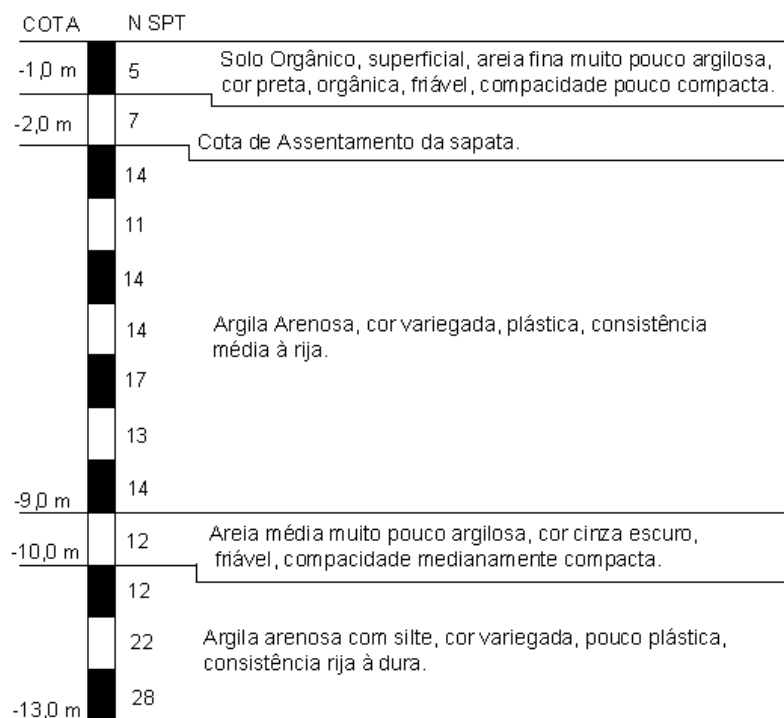 COTA N SPT
-1,0 m 5 Solo Orgânico, superficial, areia fina muito pouco argilosa,
cor preta, orgânica, friável, compacidade pouco compacta.
-2,0 m 7
Cota de Assentamento da sapata.
14
11
14
14 Argila Arenosa, cor variegada, plástica, consistência
média à rija.
17
13
-9,0 m 14
-10,0 m 12 Areia média muito pouco argilosa, cor cinza escuro,
friável, compacidade medianamente compacta.
12
22 Argila arenosa com silte, cor variegada, pouco plástica,
consistência rija à dura.
-13,0 m 28